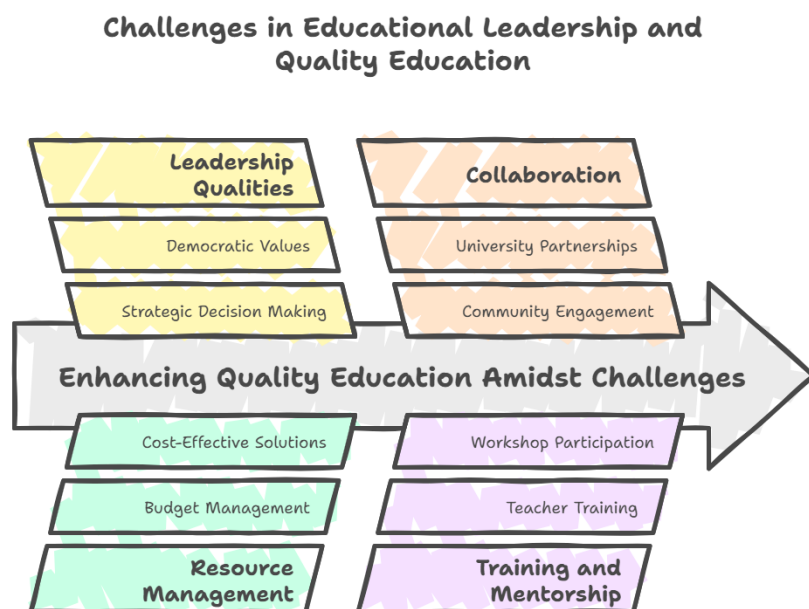 Challenges in Educational Leadership and
Quality Education
Leadership
Qualities
Democratic Values
Strategic Decision Making
Collaboration
University Partnerships
Community Engagement
Enhancing Quality Education Amidst Challenges
Cost-Effective Solutions
Budget Management
Resource
Management
Workshop Participation
Teacher Training
Training and
Mentorship